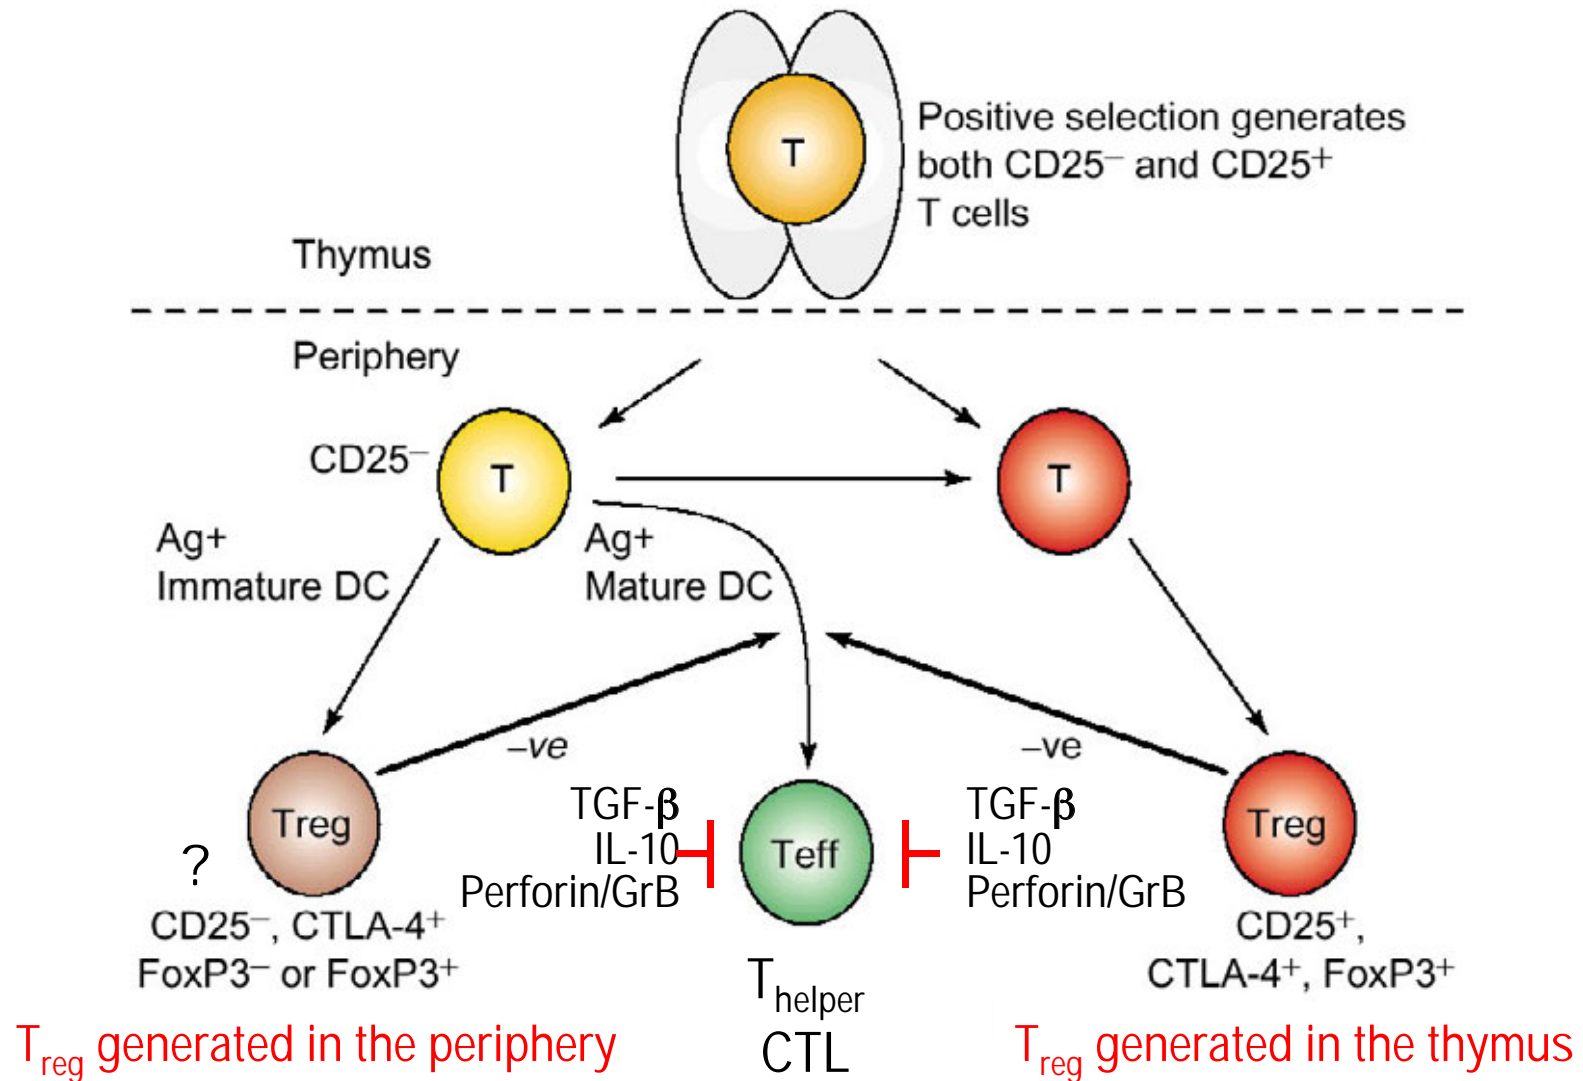 T
Positive selection generates
both CD25– and CD25+
T cells
Thymus
Periphery
CD25–
T
T
Ag+
Immature DC
Ag+
Mature DC
–ve
–ve
Treg
?
TGF-β
IL-10
Perforin/GrB
Teff
TGF-β
IL-10
Perforin/GrB
Treg
CD25–, CTLA-4+
FoxP3– or FoxP3+
Thelper
CTL
CD25+,
CTLA-4+, FoxP3+
Treg generated in the periphery
Treg generated in the thymus